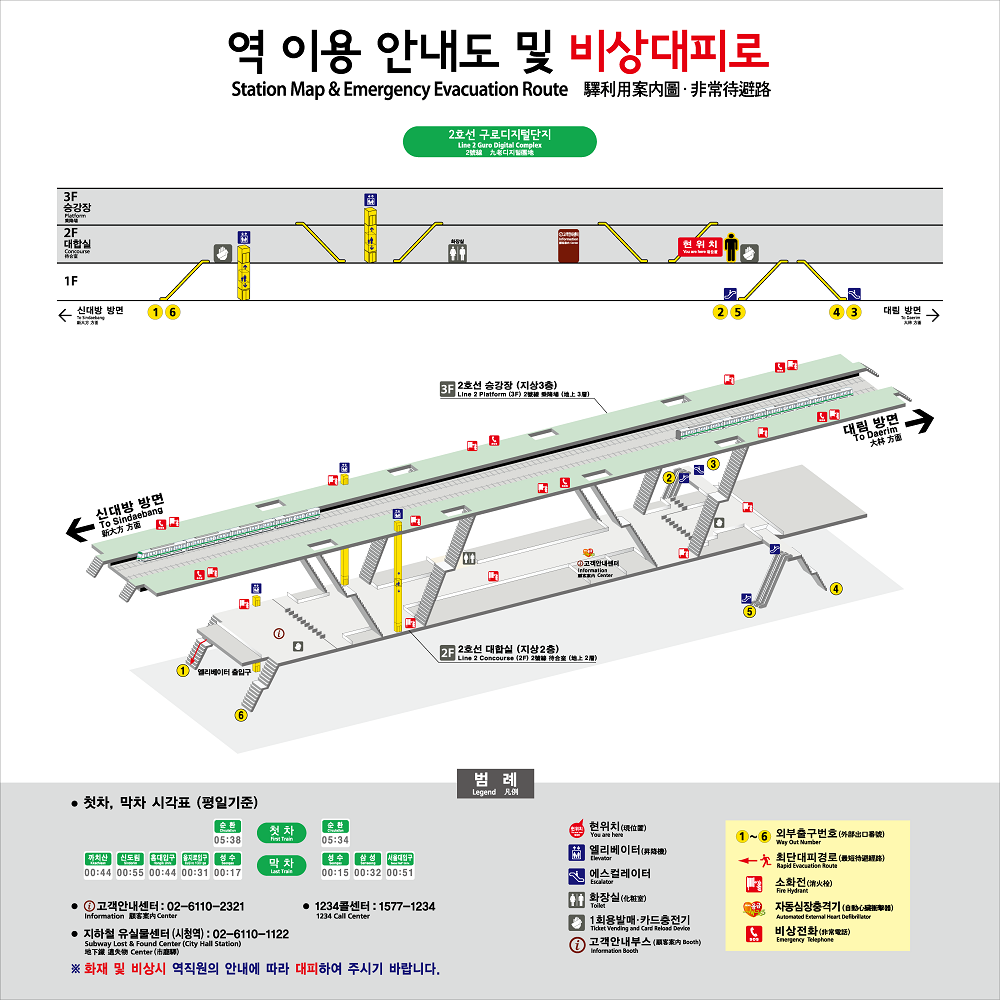 역 이용 안내도 및 비상대피로
Station Map & Emergency Evacuation Route 驛利用案內圖·非常待避路
2호선 구로디지털단지
Line 2 Guro Digital Complex
2號線 九老디지털團地
3F
승강장
Platform
乘降場
2F
대합실
Concourse
待合室
화장실
Information
현위치
You are here
1F
신대방 방면
To Sindaebang
新大方 方面
1 6
2 5
4 3
대림 방면
To Daerim
大林 方面
3F 2호선 승강장 (지상3층)
Line 2 Platform (3F) 2號線 乘降場 (地上 3層)
대림 방면
To Daerim
大林 方面
신대방 방면
To Sindaebang
新大方 方面
3
2
고객안내센터
Information
顧客案內 Center
4
5
2F 2호선 대합실 (지상2층)
Line 2 Concourse (2F) 2號線 待合室 (地上 2層)
1
엘리베이터 출입구
6
범 례
Legend 凡例
• 첫차, 막차 시각표 (평일기준)
순환 첫차 순환
Circulation First Train Circulation
05:38 05:34
까치산 신도림 홍대입구 을지로입구 성수 막차 성수 삼성 서울대입구
Last Train
00:44 00:55 00:44 00:31 00:17 00:15 00:32 00:51
• 고객안내센터 : 02-6110-2321
Information 顧客案內 Center
• 1234콜센터 : 1577-1234
1234 Call Center
• 지하철 유실물센터 (시청역) : 02-6110-1122
Subway Lost & Found Center (City Hall Station)
地下鐵 遺失物 Center (市廳驛)
※ 화재 및 비상시 역직원의 안내에 따라 대피하여 주시기 바랍니다.
현위치 (現位置)
You are here
엘리베이터 (昇降機)
Elevator
에스컬레이터
Escalator
화장실 (化粧室)
Toilet
1회용발매·카드충전기
Ticket Vending and Card Reload Device
고객안내부스 (顧客案內 Booth)
Information Booth
1~6 외부출구번호 (外部出口番號)
Way Out Number
최단대피경로 (最短待避經路)
Rapid Evacuation Route
소화전 (消火栓)
Fire Hydrant
자동심장충격기 (自動心臟衝擊器)
Automated External Heart Defibrillator
비상전화 (非常電話)
Emergency Telephone